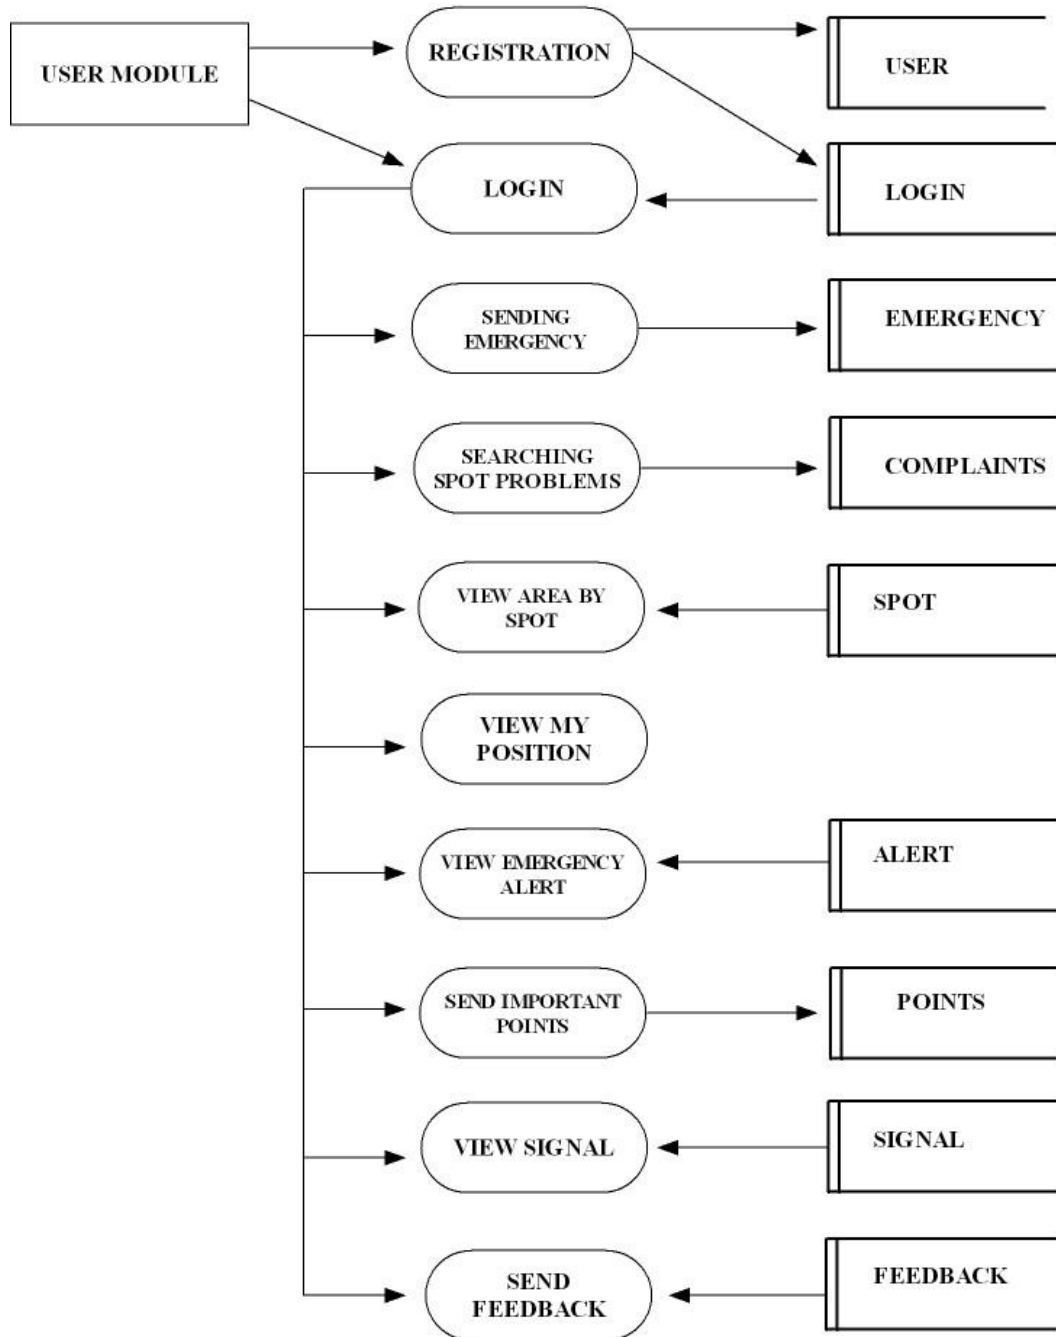 USER MODULE
REGISTRATION
USER
LOGIN
LOGIN
SENDING
EMERGENCY
EMERGENCY
SEARCHING
SPOT PROBLEMS
COMPLAINTS
VIEW AREA BY
SPOT
SPOT
VIEW MY
POSITION
VIEW EMERGENCY
ALERT
ALERT
SEND IMPORTANT
POINTS
POINTS
VIEW SIGNAL
SIGNAL
SEND
FEEDBACK
FEEDBACK